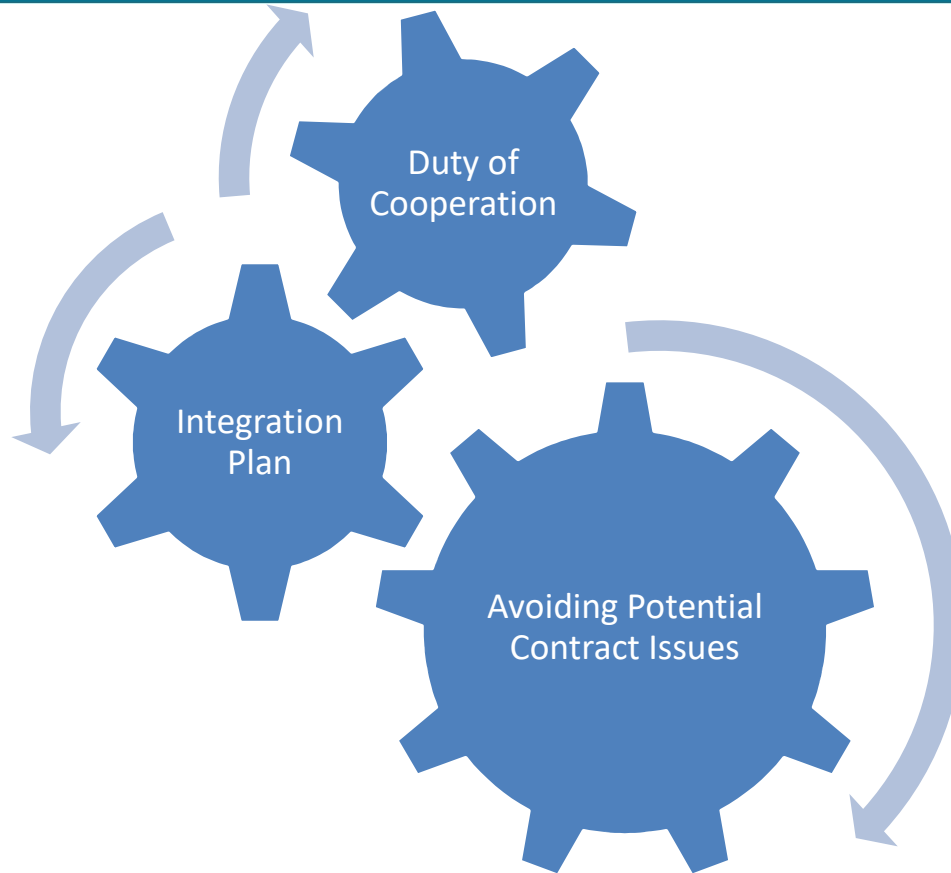 Duty of
Cooperation
Integration
Plan
Avoiding Potential
Contract Issues